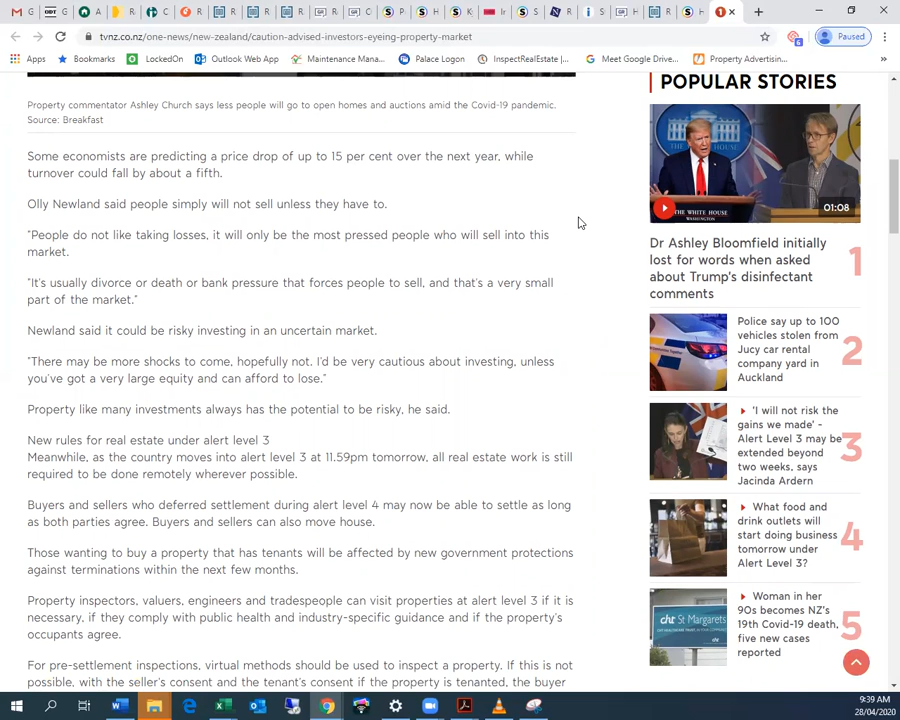 G
A
R
C
R
R
R
GR
GR
C
P
H
K
In
S
R
S
GR
H
R
H
1
tvnz.co.nz/one-news/new-zealand/caution-advised-investors-eyeing-property-market
6
Paused
Apps
Bookmarks
LockedOn
Outlook Web App
Maintenance Mana...
Palace Logon
InspectRealEstate |...
Meet Google Drive...
Property Advertisin...
»
Property commentator Ashley Church says less people will go to open homes and auctions amid the Covid-19 pandemic.
Source: Breakfast
Some economists are predicting a price drop of up to 15 per cent over the next year, while
turnover could fall by about a fifth.
Olly Newland said people simply will not sell unless they have to.
"People do not like taking losses, it will only be the most pressed people who will sell into this
market.
"It's usually divorce or death or bank pressure that forces people to sell, and that's a very small
part of the market."
Newland said it could be risky investing in an uncertain market.
"There may be more shocks to come, hopefully not. I'd be very cautious about investing, unless
you've got a very large equity and can afford to lose."
Property like many investments always has the potential to be risky, he said.
New rules for real estate under alert level 3
Meanwhile, as the country moves into alert level 3 at 11.59pm tomorrow, all real estate work is still
required to be done remotely wherever possible.
Buyers and sellers who deferred settlement during alert level 4 may now be able to settle as long
as both parties agree. Buyers and sellers can also move house.
Those wanting to buy a property that has tenants will be affected by new government protections
against terminations within the next few months.
Property inspectors, valuers, engineers and tradespeople can visit properties at alert level 3 if it is
necessary, if they comply with public health and industry-specific guidance and if the property's
occupants agree.
For pre-settlement inspections, virtual methods should be used to inspect a property. If this is not
possible, with the seller's consent and the tenant's consent if the property is tenanted, the buyer
POPULAR STORIES
THE WHITE HOUSE
WASHINGTON
01:08
Dr Ashley Bloomfield initially
lost for words when asked
about Trump's disinfectant
comments
1
Police say up to 100
vehicles stolen from
Jucy car rental
company yard in
Auckland
2
'I will not risk the
gains we made' -
Alert Level 3 may be
extended beyond
two weeks, says
Jacinda Ardern
3
What food and
drink outlets will
start doing business
tomorrow under
Alert Level 3?
4
cht St Margarets
Woman in her
90s becomes NZ's
19th Covid-19 death,
five new cases
reported
5
9:39 AM
28/04/2020